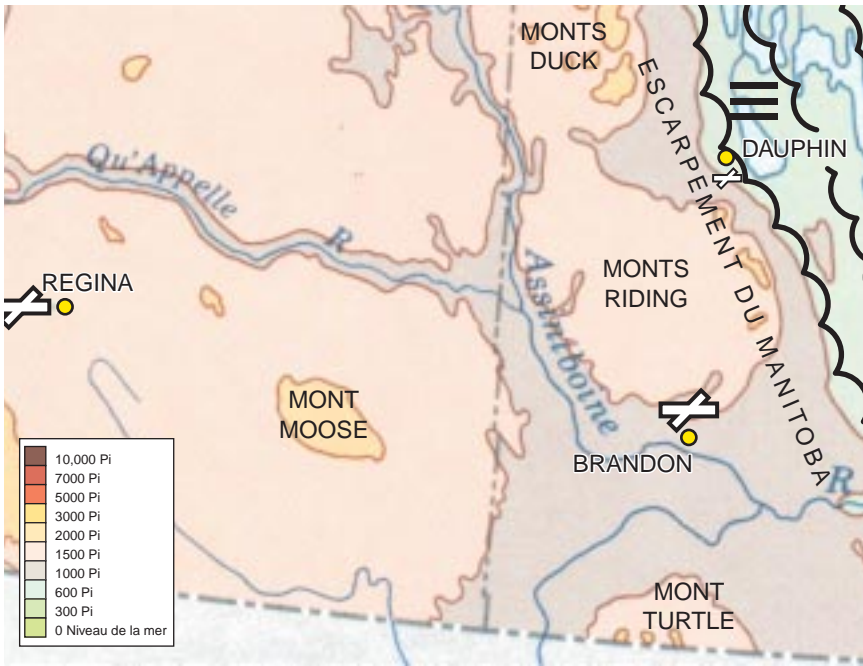 MONTS
DUCK
ESCARPEMENT DU MANITOBA
DAUPHIN
Qu'Appelle
R
REGINA
Assiniboine
MONTS
RIDING
MONT
MOOSE
BRANDON
R
MONT
TURTLE
10,000 Pi
7000 Pi
5000 Pi
3000 Pi
2000 Pi
1500 Pi
1000 Pi
600 Pi
300 Pi
0 Niveau de la mer